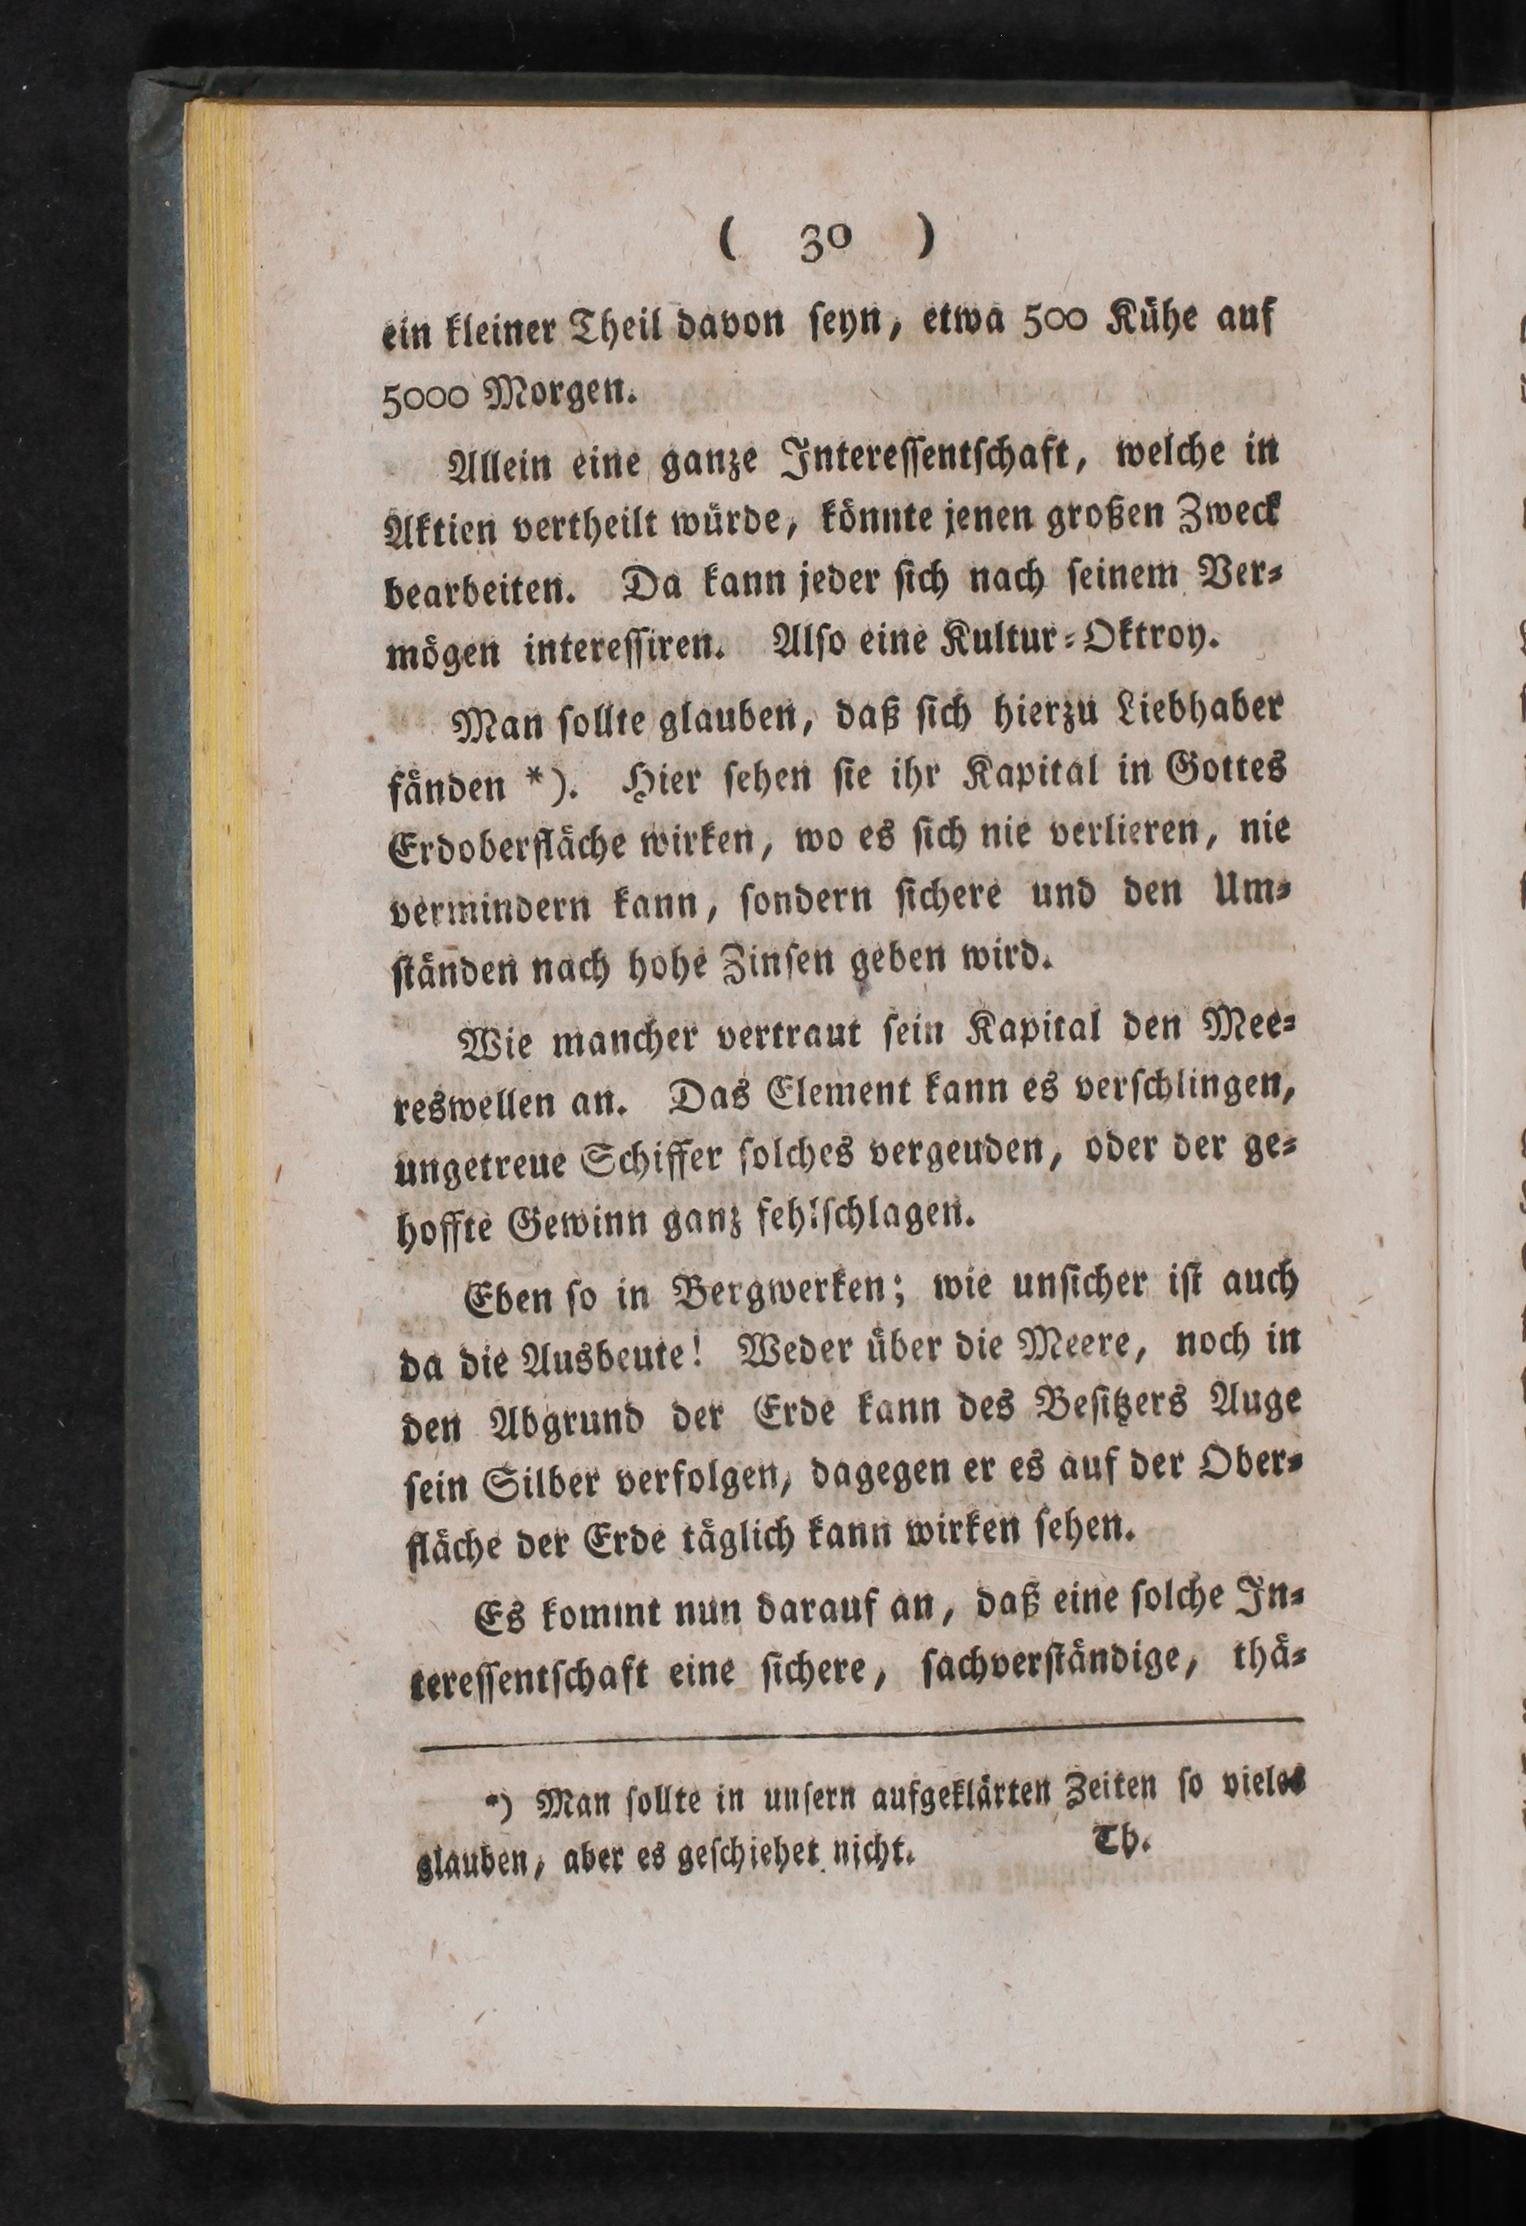 ( 30 )
ein kleiner Theil davon ſeyn, etwa 500 Kühe auf
5000 Morgen.
Allein eine ganze Intereſſentſchaft, welche in
Aktien vertheilt würde, könnte jenen großen Zweck
bearbeiten. Da kann jeder ſich nach ſeinem Ver⸗
mögen intereſſiren. Alſo eine Kultur⸗Oktroy.
Man ſollte glauben, daß ſich hierzu Liebhaber
fänden *). Hier ſehen ſie ihr Kapital in Gottes
Erdoberfläche wirken, wo es ſich nie verlieren, nie
vermindern kann, ſondern ſichere und den Um⸗
ſtänden nach hohe Zinſen geben wird.
Wie mancher vertraut ſein Kapital den Mee⸗
reswellen an. Das Element kann es verſchlingen,
ungetreue Schiffer ſolches vergeuden, oder der ge⸗
hoffte Gewinn ganz fehlſchlagen.
Eben ſo in Bergwerken; wie unſicher iſt auch
da die Ausbeute! Weder über die Meere, noch in
den Abgrund der Erde kann des Beſitzers Auge
ſein Silber verfolgen, dagegen er es auf der Ober⸗
fläche der Erde täglich kann wirken ſehen.
Es kommt nun darauf an, daß eine ſolche In⸗
tereſſentſchaft eine ſichere, ſachverſtändige, thä⸗
*) Man ſollte in unſern aufgeklärten Zeiten ſo vieles
glauben, aber es geſchiehet nicht. Th.